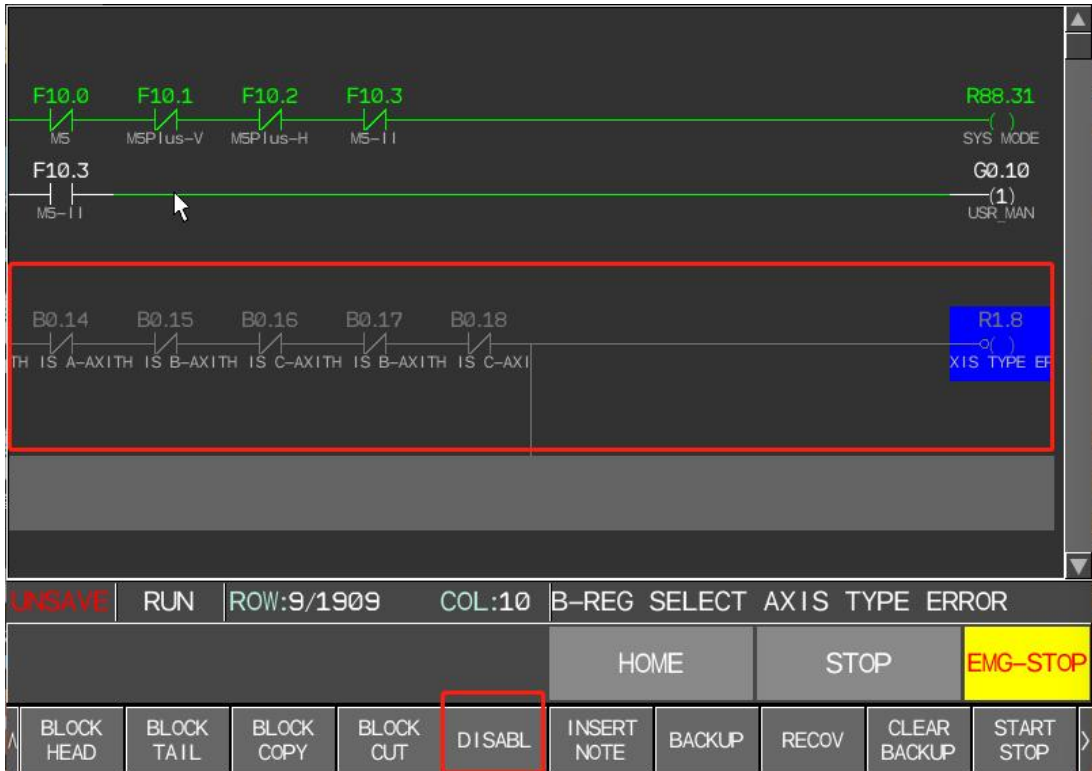 F10.0 F10.1 F10.2 F10.3 R88.31
M5 M5Plus-V M5Plus-H M5-II SYS MODE
F10.3 G0.10
M5-II (1)
USR_MAN
B0.14 B0.15 B0.16 B0.17 B0.18 R1.8
TH IS A-AXITH IS B-AXITH IS C-AXITH IS B-AXITH IS C-AXI XIS TYPE ER
UNSAVE RUN ROW:9/1909 COL:10 B-REG SELECT AXIS TYPE ERROR
HOME STOP EMG-STOP
BLOCK HEAD BLOCK TAIL BLOCK COPY BLOCK CUT DISABL INSERT NOTE BACKUP RECOV CLEAR BACKUP START STOP